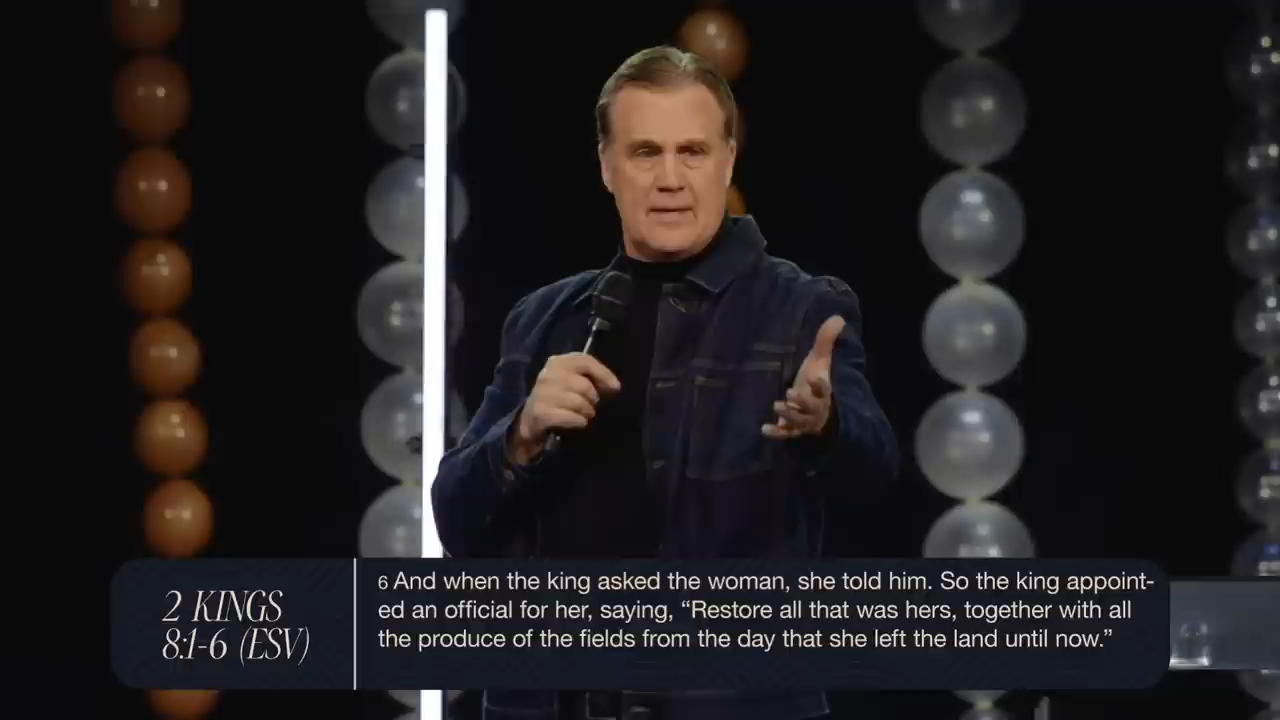 2 KINGS
8:1-6 (ESV)
6 And when the king asked the woman, she told him. So the king appoint-
ed an official for her, saying, “Restore all that was hers, together with all
the produce of the fields from the day that she left the land until now.”